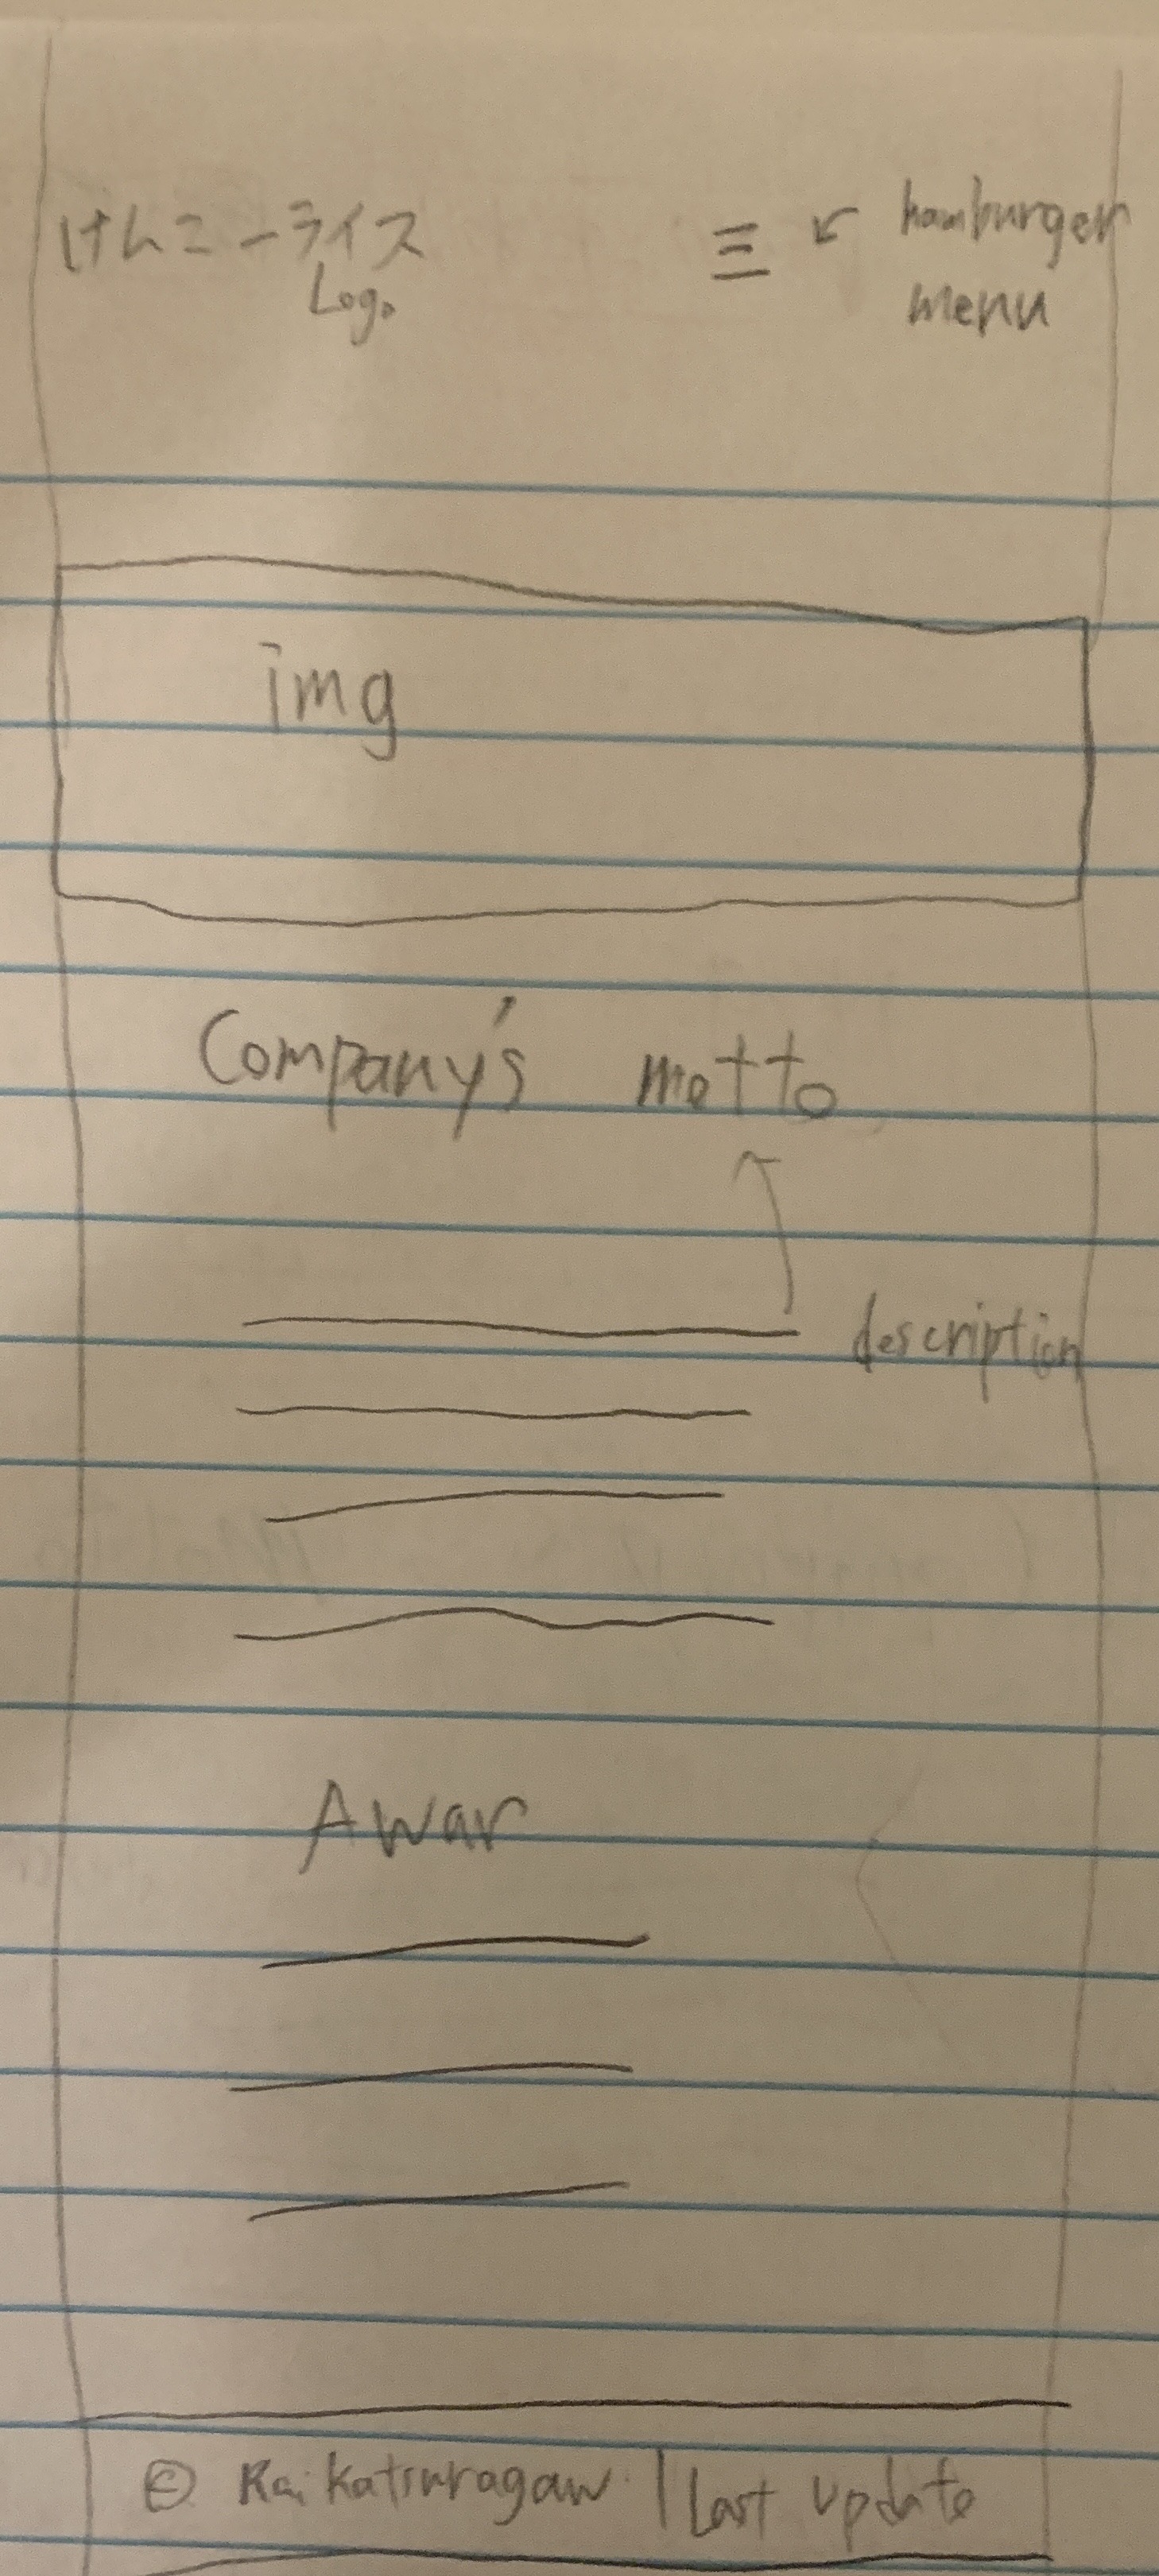 けんこーライス
Logo
hamburger
menu
img
Company's motto
description
Awar
© Rai Katsuragaw | Last update